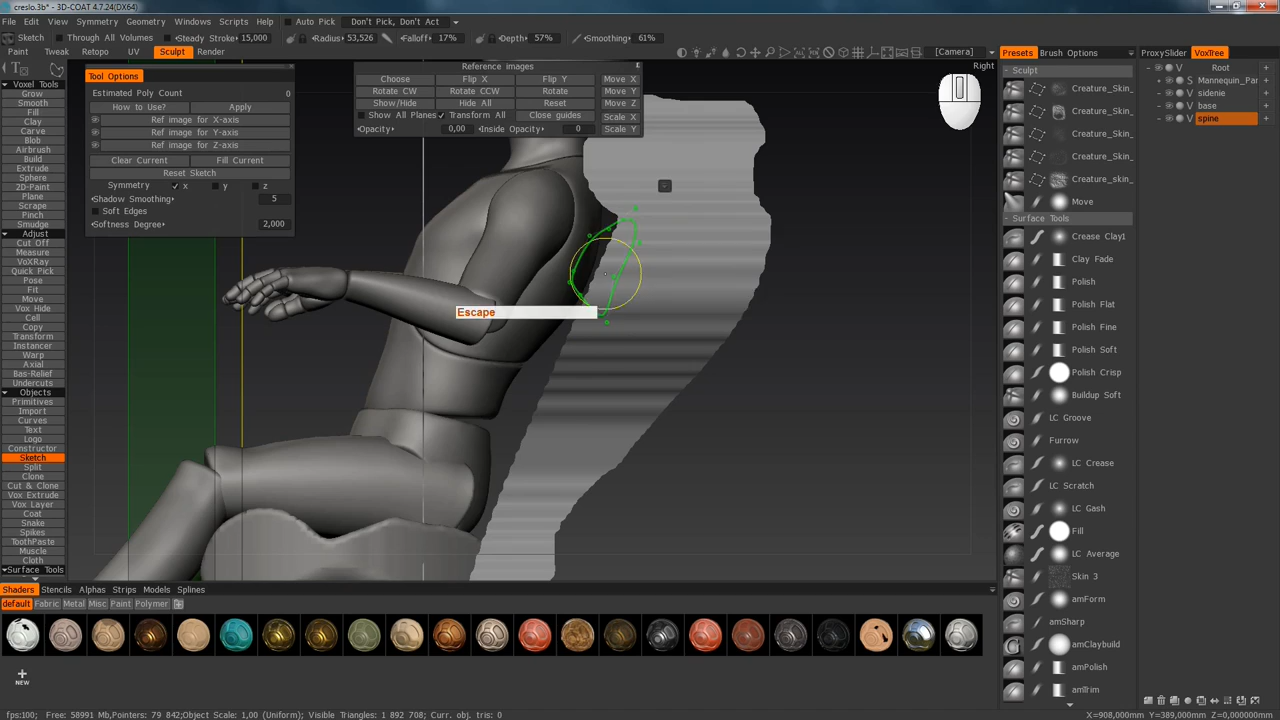 creslo.3b* - 3D-COAT 4.7.24(DX64)
File Edit View Symmetry Geometry Windows Scripts Help Auto Pick Don't Pick, Don't Act
Sketch Through All Volumes Steady Stroke 15,000 Radius 53,526 Falloff 17% Depth 57% Smoothing 61%
Paint Tweak Retopo UV Sculpt Render [Camera]
Right
Voxel Tools
Grow
Smooth
Fill
Clay
Carve
Blob
Airbrush
Build
Extrude
Sphere
2D-Paint
Plane
Scrape
Pinch
Smudge
Adjust
Cut Off
Measure
VoXRay
Quick Pick
Pose
Fit
Move
Vox Hide
Cell
Copy
Transform
Instancer
Warp
Axial
Bas-Relief
Undercuts
Objects
Primitives
Import
Curves
Text
Logo
Constructor
Sketch
Split
Clone
Cut & Clone
Vox Extrude
Vox Layer
Coat
Snake
Spikes
ToothPaste
Muscle
Cloth
Surface Tools
Tool Options
Estimated Poly Count 0
How to Use? Apply
Ref image for X-axis
Ref image for Y-axis
Ref image for Z-axis
Clear Current Fill Current
Reset Sketch
Symmetry x y z
Shadow Smoothing 5
Soft Edges
Softness Degree 2,000
Reference images
Choose Flip X Flip Y Move X
Rotate CW Rotate CCW Rotate Move Y
Show/Hide Hide All Reset Move Z
Show All Planes Transform All Close guides Scale X
Opacity 0,00 Inside Opacity 0 Scale Y
Escape
Presets Brush Options
Sculpt
Creature_Skin_
Creature_Skin_
Creature_Skin_
Creature_Skin_
Creature_skin_
Move
Surface Tools
Crease Clay1
Clay Fade
Polish
Polish Flat
Polish Fine
Polish Soft
Polish Crisp
Buildup Soft
LC Groove
Furrow
LC Crease
LC Scratch
LC Gash
Fill
LC Average
Skin 3
amForm
amSharp
amClaybuild
amPolish
amTrim
ProxySlider VoxTree
V Root
S Mannequin_Par
V sidenie
V base
V spine
Shaders Stencils Alphas Strips Models Splines
default Fabric Metal Misc Paint Polymer
NEW
fps:100; Free: 58991 Mb,Pointers: 79 842;Object Scale: 1,00 (Uniform); Visible Triangles: 1 892 708; Curr. obj. tris: 0
X=908,000mm Y=389,000mm Z=0,000000mm